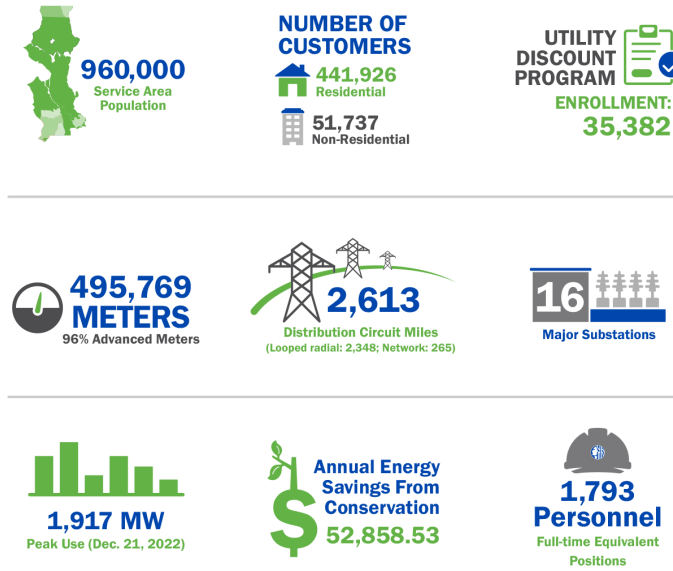 960,000
Service Area
Population
NUMBER OF
CUSTOMERS
441,926
Residential
51,737
Non-Residential
UTILITY
DISCOUNT
PROGRAM
ENROLLMENT:
35,382
495,769
METERS
96% Advanced Meters
2,613
Distribution Circuit Miles
(Looped radial: 2,348; Network: 265)
16
Major Substations
1,917 MW
Peak Use (Dec. 21, 2022)
Annual Energy
Savings From
Conservation
$
52,858.53
1,793
Personnel
Full-time Equivalent
Positions